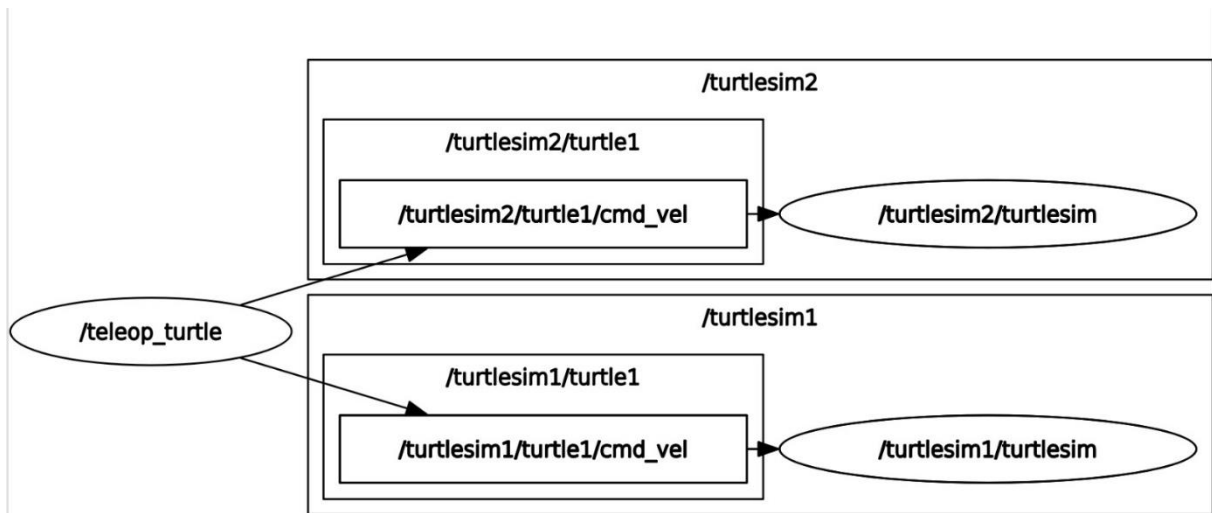 /turtlesim2
/turtlesim2/turtle1
/turtlesim2/turtle1/cmd_vel
/turtlesim2/turtlesim
/teleop_turtle
/turtlesim1
/turtlesim1/turtle1
/turtlesim1/turtle1/cmd_vel
/turtlesim1/turtlesim